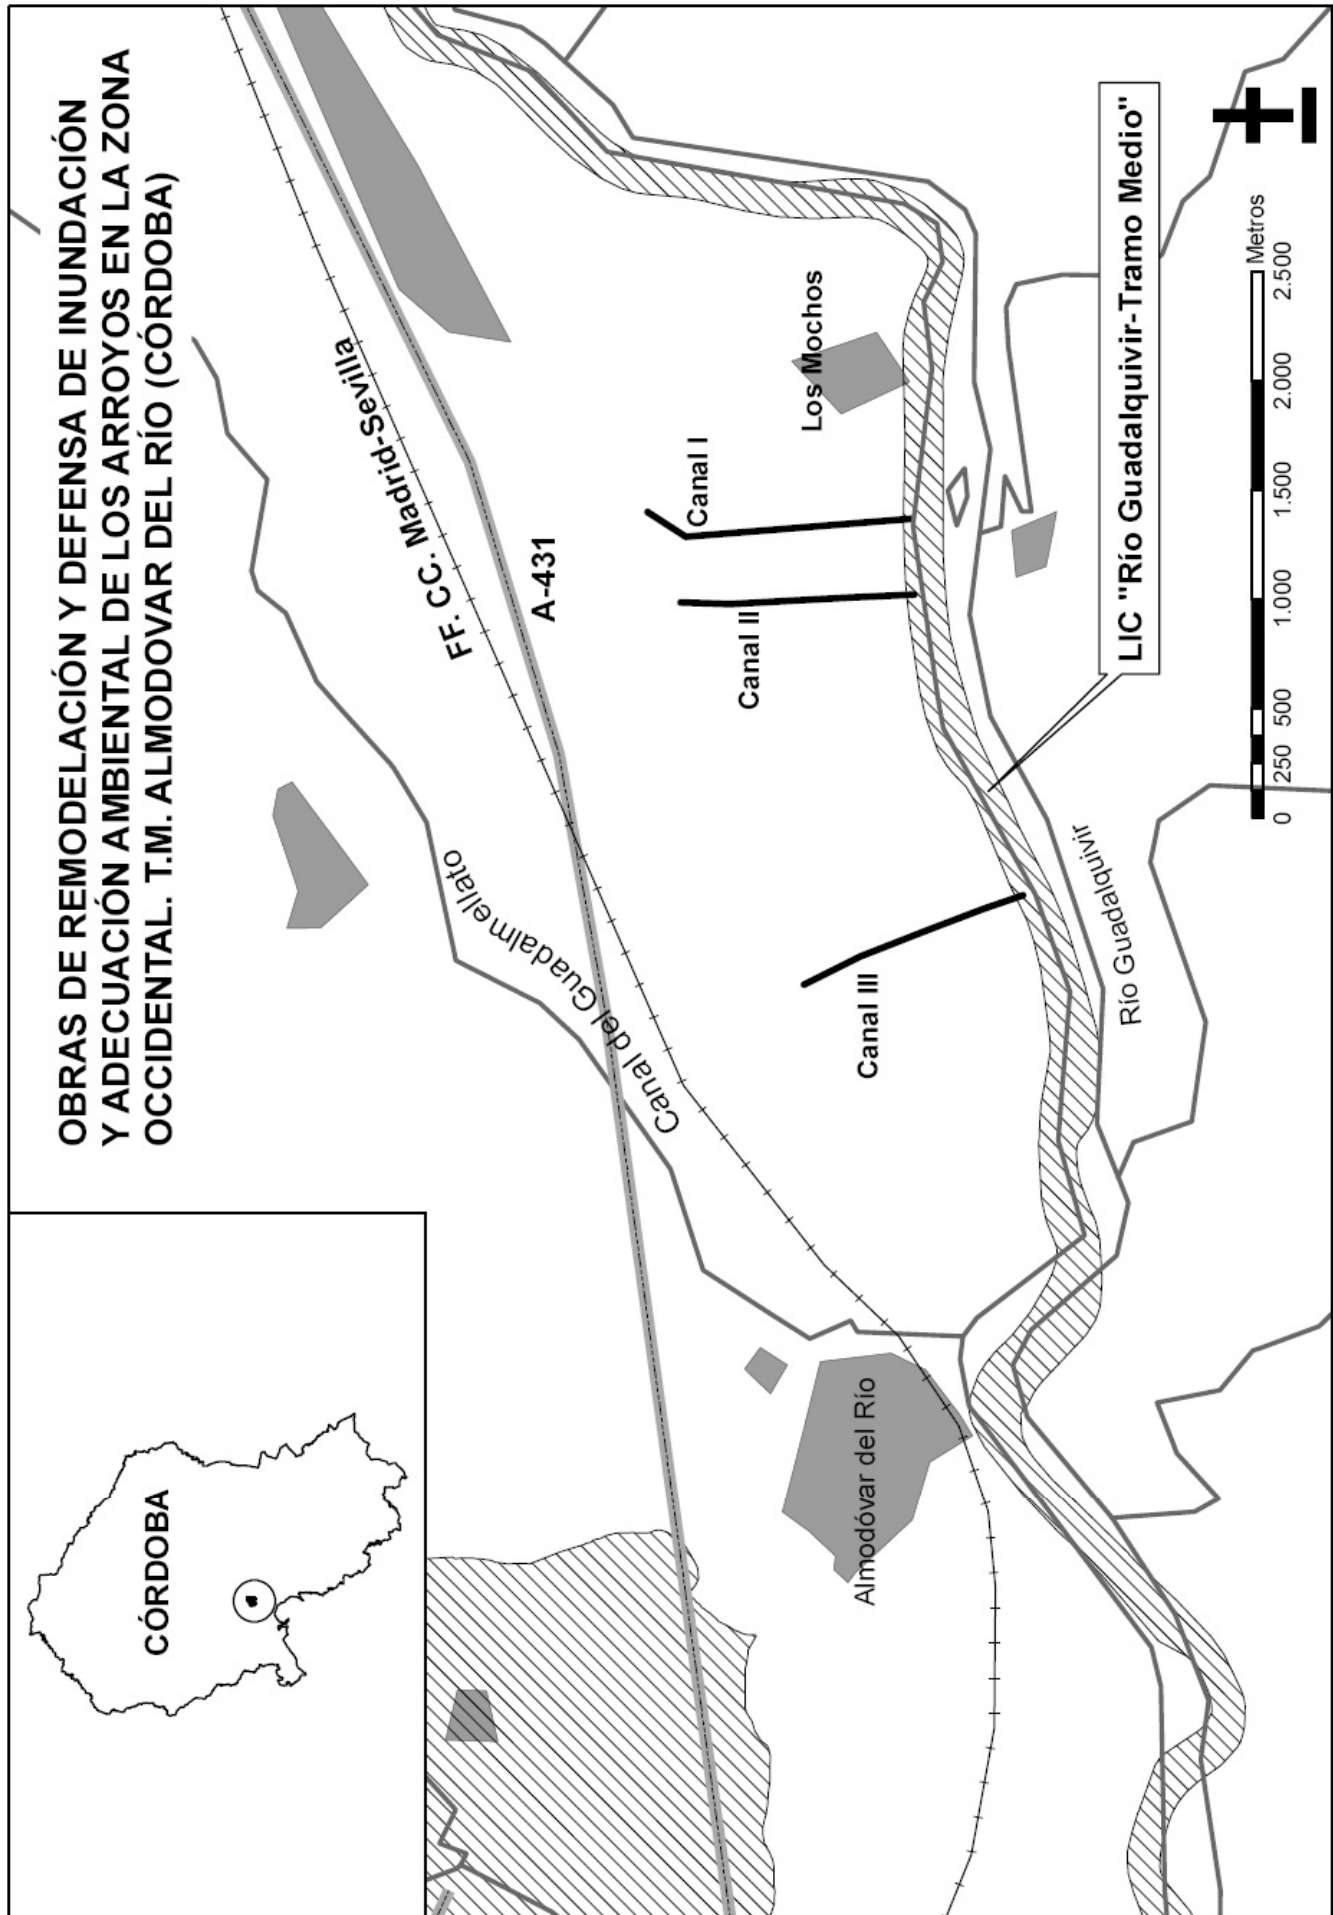 OBRAS DE REMODELACIÓN Y DEFENSA DE INUNDACIÓN
Y ADECUACIÓN AMBIENTAL DE LOS ARROYOS EN LA ZONA
OCCIDENTAL. T.M. ALMODOVAR DEL RÍO (CÓRDOBA)
CÓRDOBA
FF. CC. Madrid-Sevilla
A-431
Canal del Guadalmellato
Canal I
Canal II
Canal III
Los Mochos
Almodóvar del Río
Río Guadalquivir
LIC "Río Guadalquivir-Tramo Medio"
Metros
0 250 500 1.000 1.500 2.000 2.500